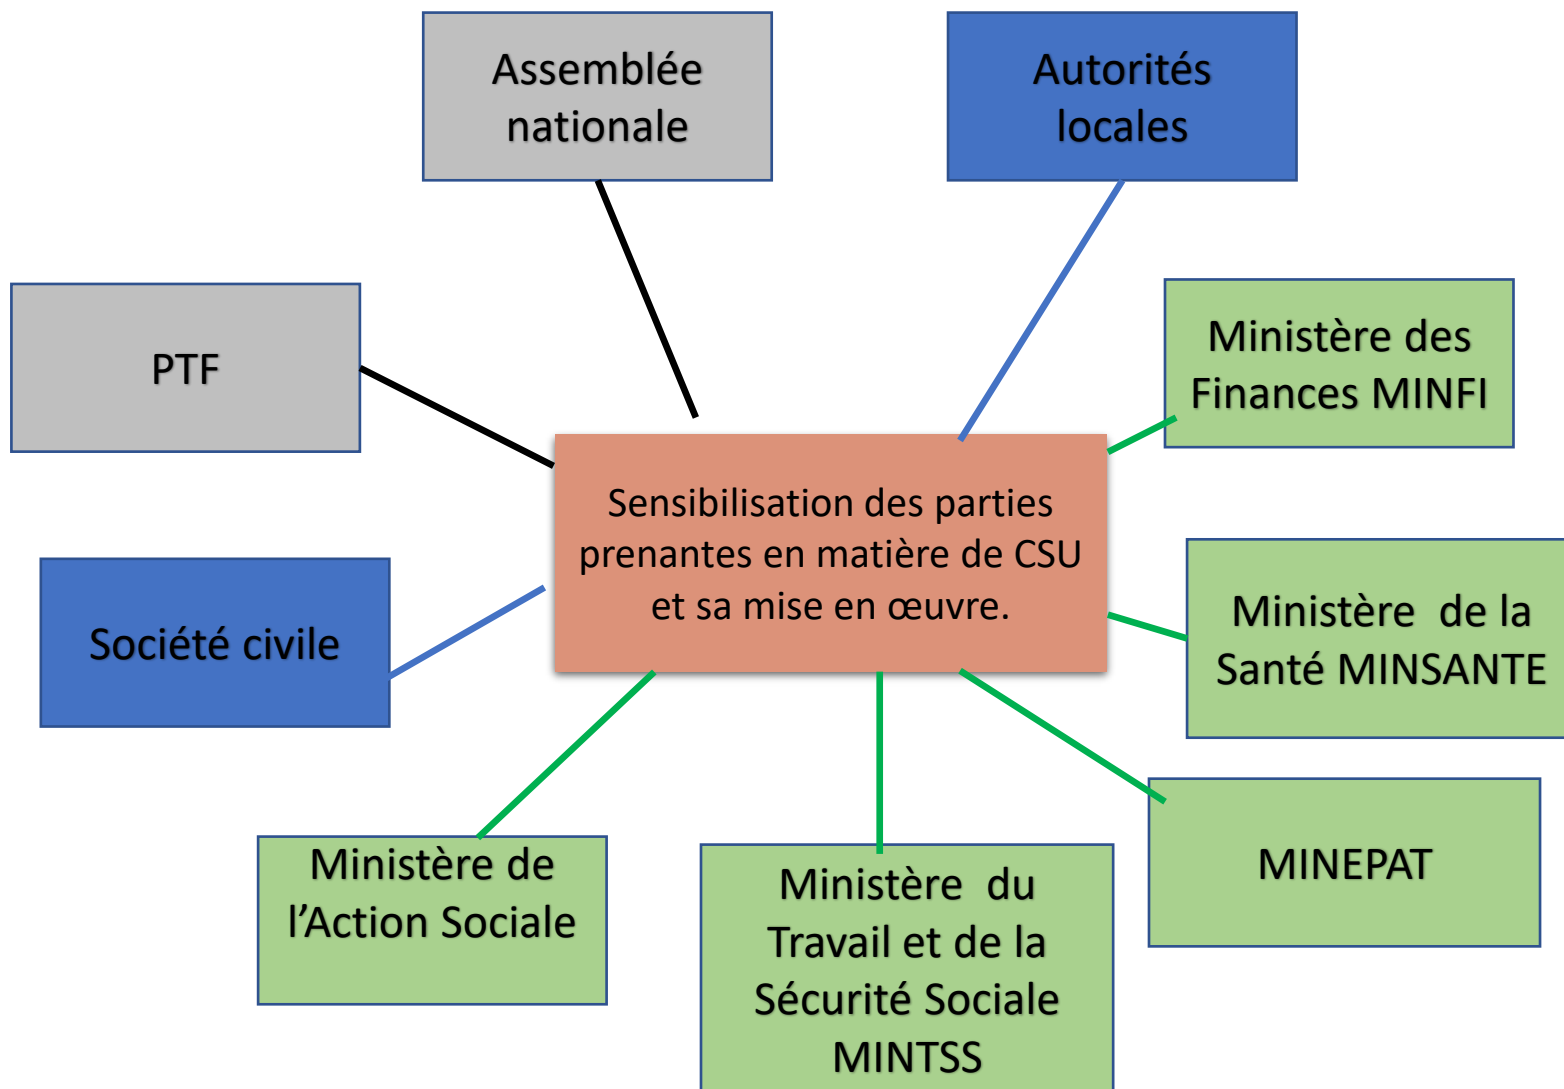 Assemblée
nationale
Autorités
locales
PTF
Ministère des
Finances MINFI
Sensibilisation des parties
prenantes en matière de CSU
et sa mise en œuvre.
Société civile
Ministère  de la
Santé MINSANTE
Ministère de
l’Action Sociale
Ministère  du
Travail et de la
Sécurité Sociale
MINTSS
MINEPAT